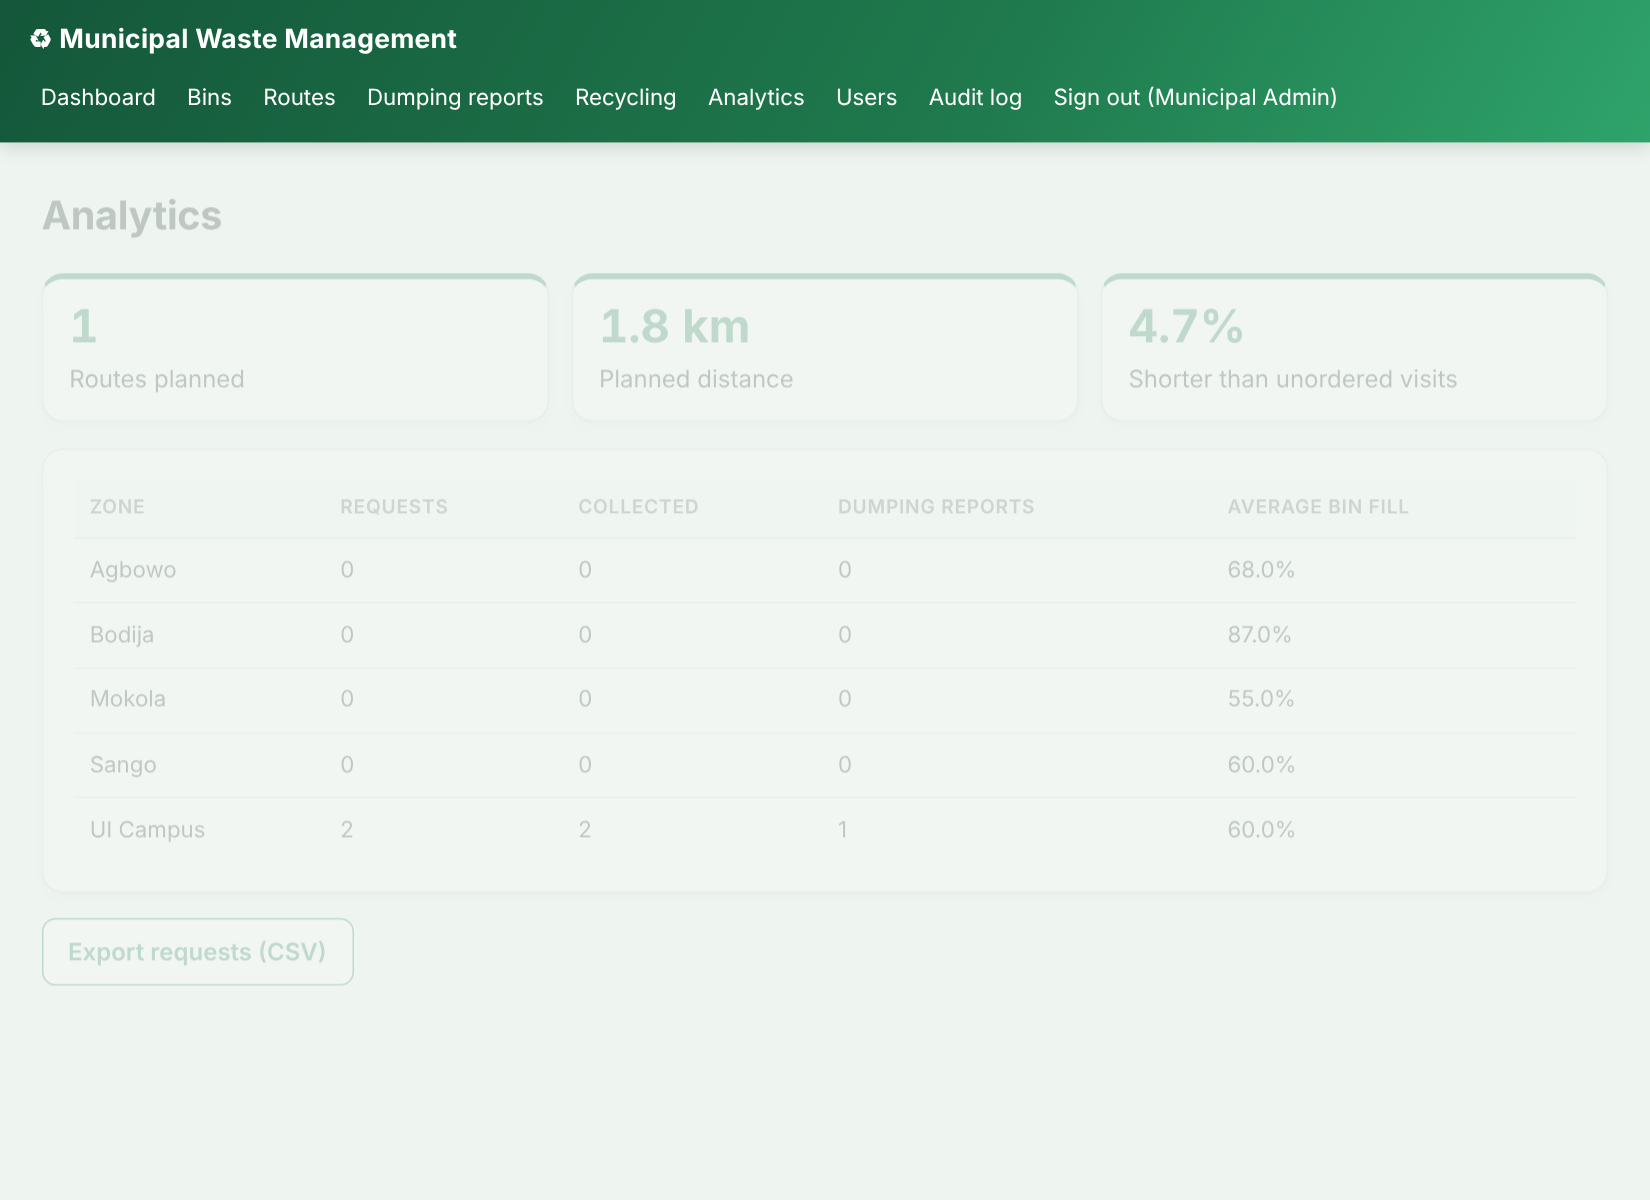 ♻ Municipal Waste Management
Dashboard Bins Routes Dumping reports Recycling Analytics Users Audit log Sign out (Municipal Admin)
Analytics
1 1.8 km 4.7%
Routes planned Planned distance Shorter than unordered visits
ZONE REQUESTS COLLECTED DUMPING REPORTS AVERAGE BIN FILL
Agbowo 0 0 0 68.0%
Bodija 0 0 0 87.0%
Mokola 0 0 0 55.0%
Sango 0 0 0 60.0%
UI Campus 2 2 1 60.0%
Export requests (CSV)